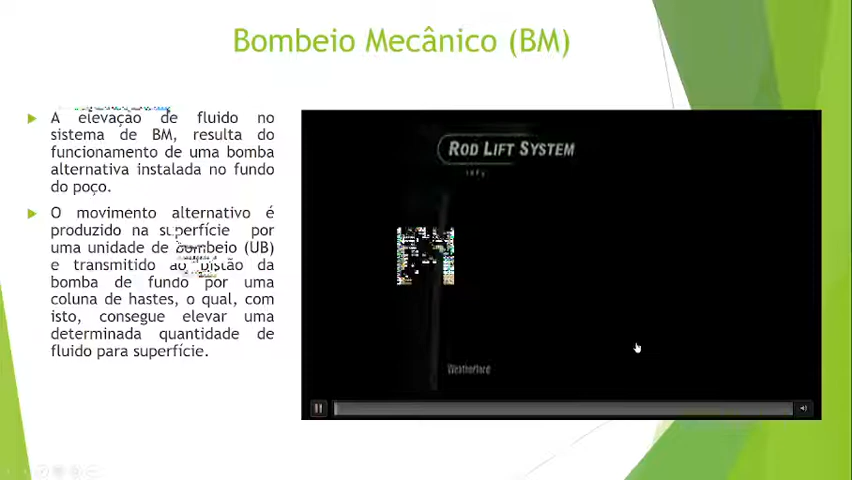 Bombeio Mecânico (BM)
A elevação de fluido no
sistema de BM, resulta do
funcionamento de uma bomba
alternativa instalada no fundo
do poço.
O movimento alternativo é
produzido na superfície por
uma unidade de bombeio (UB)
e transmitido ao pistão da
bomba de fundo por uma
coluna de hastes, o qual, com
isto, consegue elevar uma
determinada quantidade de
fluido para superfície.
ROD LIFT SYSTEM
Weatherford